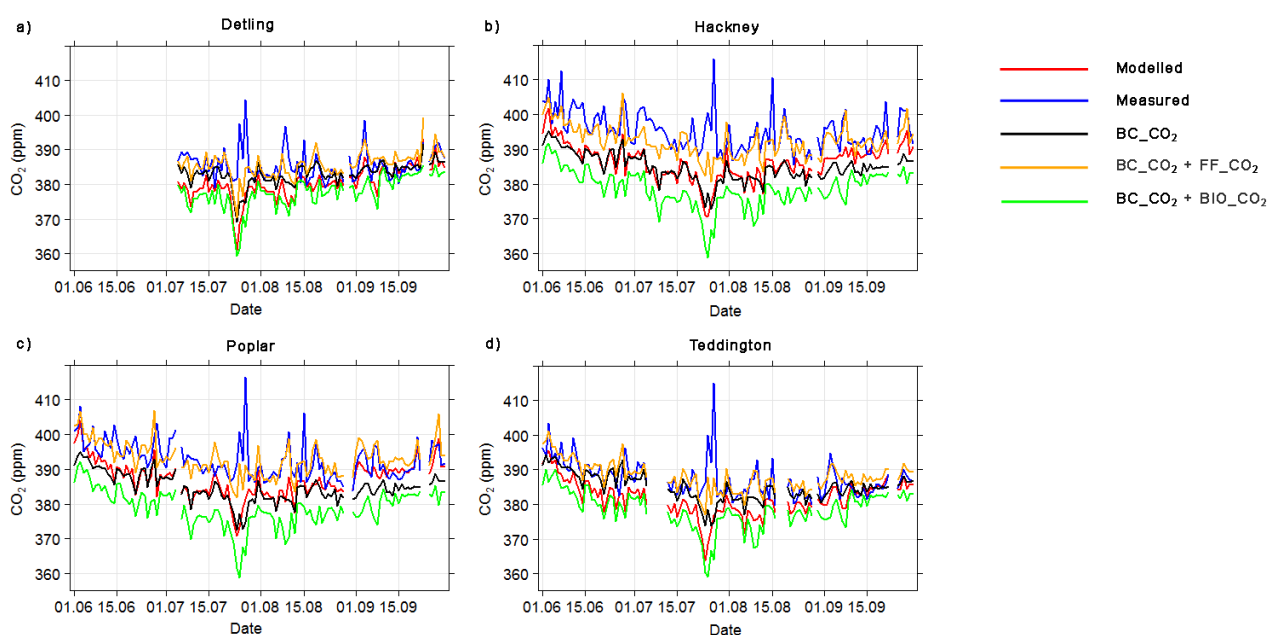 a) Detling
b) Hackney
410
400
390
380
370
360
CO₂ (ppm)
01.06 15.06 01.07 15.07 01.08 15.08 01.09 15.09
Date
410
400
390
380
370
360
CO₂ (ppm)
01.06 15.06 01.07 15.07 01.08 15.08 01.09 15.09
Date
Modelled
Measured
BC_CO₂
BC_CO₂ + FF_CO₂
BC_CO₂ + BIO_CO₂
c) Poplar
d) Teddington
410
400
390
380
370
360
CO₂ (ppm)
01.06 15.06 01.07 15.07 01.08 15.08 01.09 15.09
Date
410
400
390
380
370
360
CO₂ (ppm)
01.06 15.06 01.07 15.07 01.08 15.08 01.09 15.09
Date